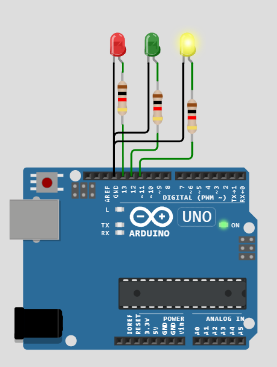 AREF
GND
13
12
~11
~10
~9
8
7
~6
~5
4
~3
2
TX→1
RX←0
DIGITAL (PWM ~)
L
TX
RX
UNO
ON
ARDUINO
POWER
ANALOG IN
IOREF
RESET
3.3V
5V
GND
GND
Vin
A0
A1
A2
A3
A4
A5